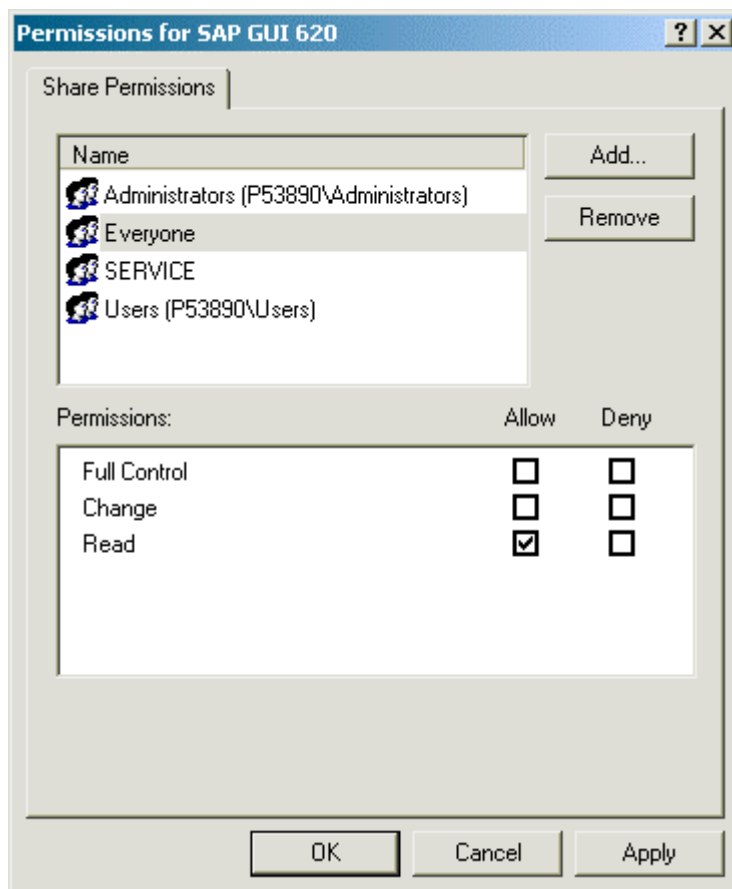 Permissions for SAP GUI 620
Share Permissions
Name
Add...
Administrators (P53890\Administrators)
Remove
Everyone
SERVICE
Users (P53890\Users)
Permissions: Allow Deny
Full Control
Change
Read
OK Cancel Apply